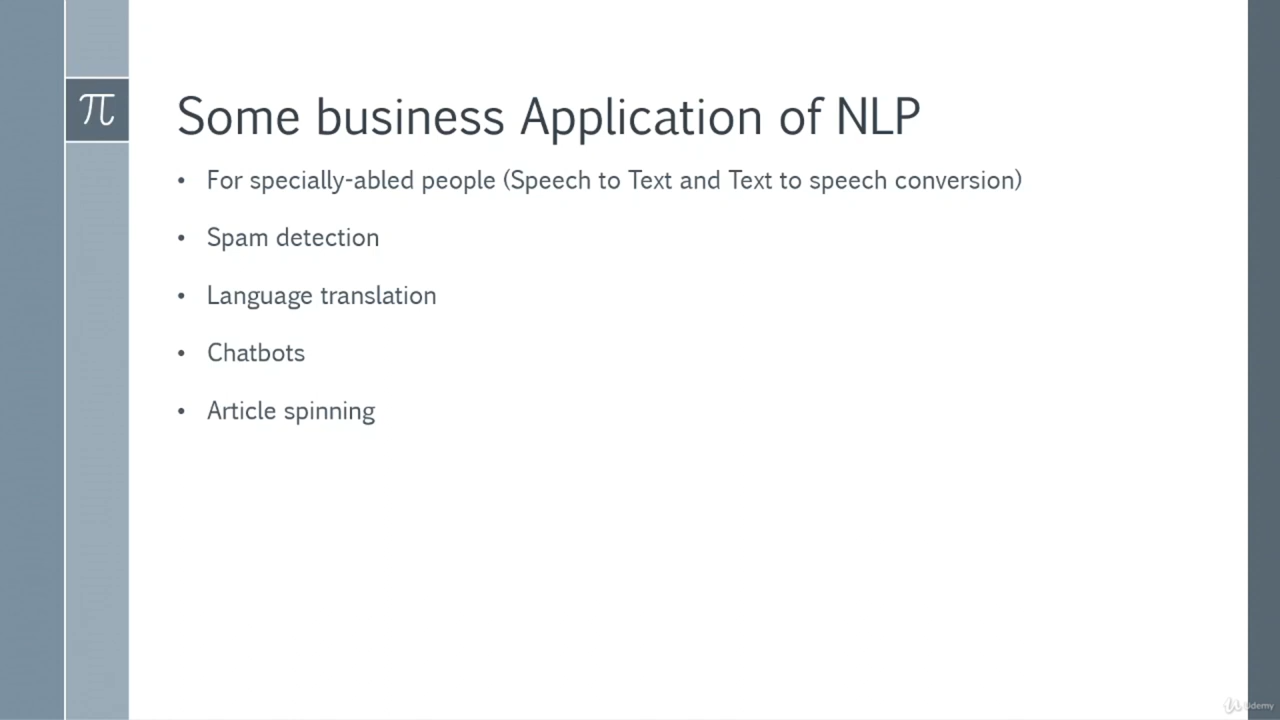 π
Some business Application of NLP
• For specially-abled people (Speech to Text and Text to speech conversion)
• Spam detection
• Language translation
• Chatbots
• Article spinning
Udemy